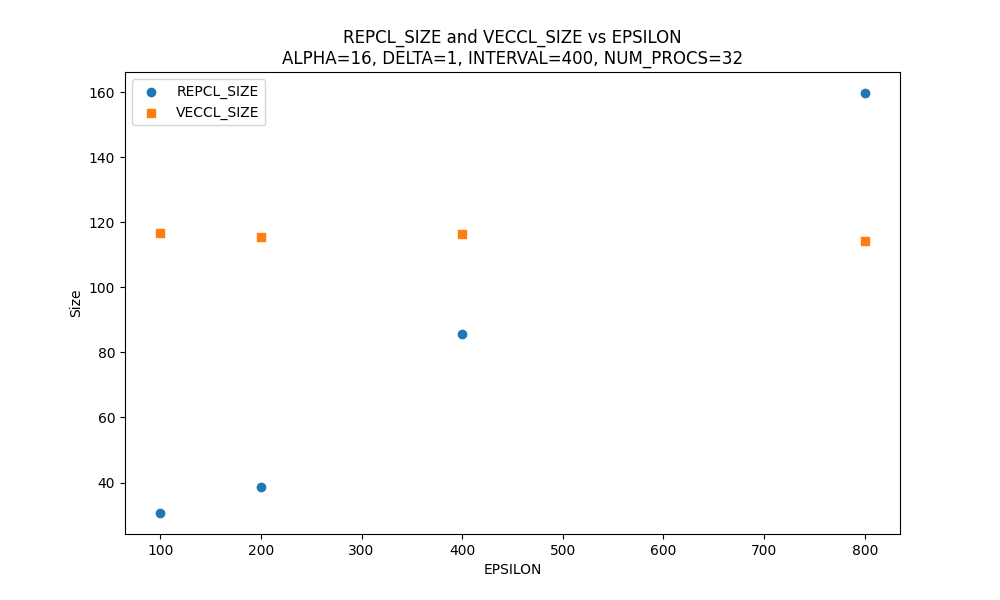 REPCL_SIZE and VECCL_SIZE vs EPSILON
ALPHA=16, DELTA=1, INTERVAL=400, NUM_PROCS=32
REPCL_SIZE
VECCL_SIZE
160
140
120
100
80
60
40
Size
100 200 300 400 500 600 700 800
EPSILON